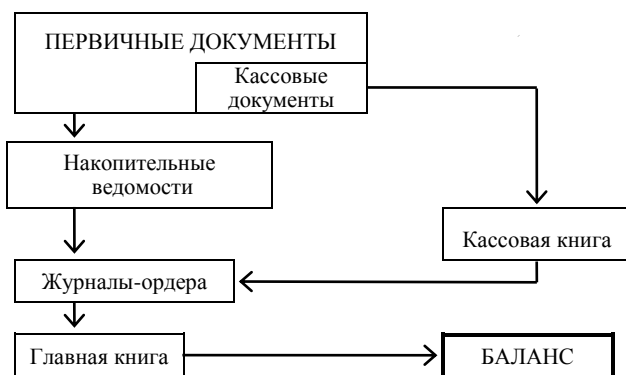 ПЕРВИЧНЫЕ ДОКУМЕНТЫ
Кассовые
документы
Накопительные
ведомости
Кассовая книга
Журналы-ордера
Главная книга
БАЛАНС